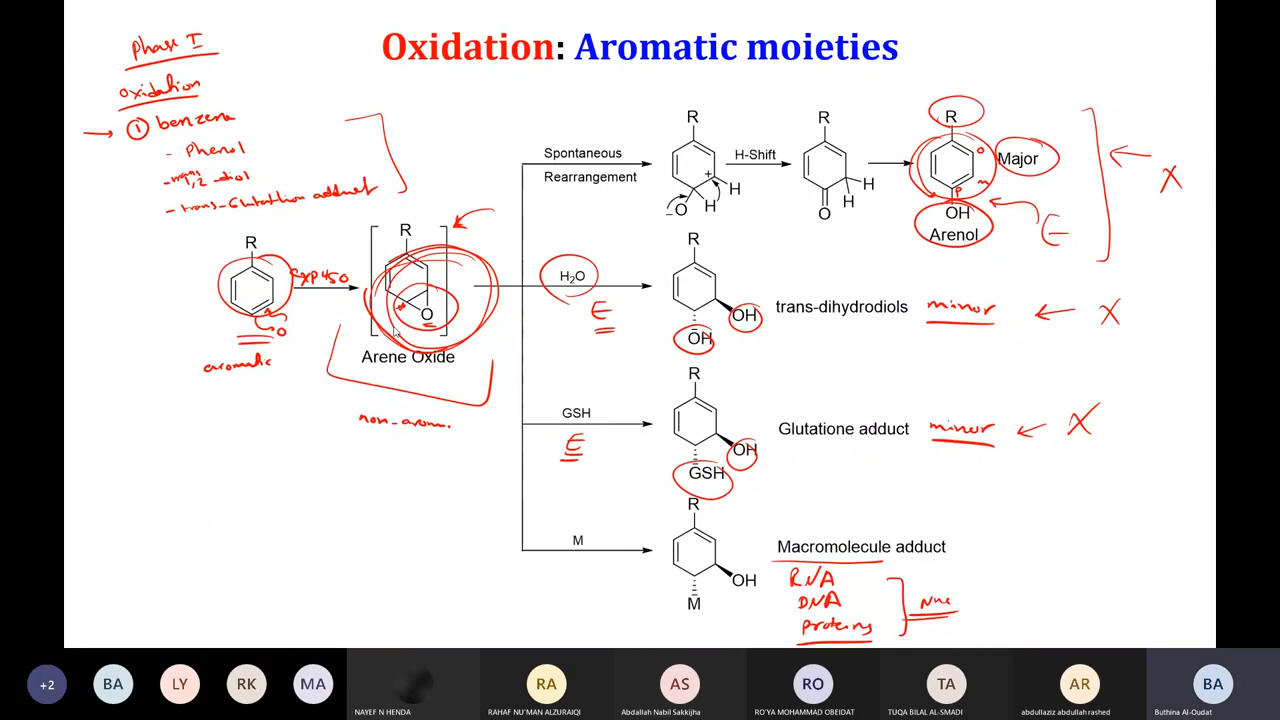 Oxidation: Aromatic moieties
Phase I
oxidation
① benzene
- Phenol
1,2 diol
- trans-Glutathion adduct
R
CYP450
O
aromatic
R
O
Arene Oxide
non-arom.
Spontaneous
Rearrangement
R
+
H
H
O
−
H-Shift
R
H
H
O
R
o
m
p
OH
Arenol
Major
E
X
H₂O
E
R
OH
OH
trans-dihydrodiols
minor
X
GSH
E
R
OH
GSH
Glutatione adduct
minor
X
M
R
OH
M
Macromolecule adduct
RNA
DNA
proteins
Nuc
+2
BA
LY
RK
MA
NAYEF N HENDA
RA
RAHAF NU'MAN ALZURAIQI
AS
Abdallah Nabil Sakkijha
RO
RO'YA MOHAMMAD OBEIDAT
TA
TUQA BILAL AL-SMADI
AR
abdullaziz abdullah rashed
BA
Buthina Al-Oudat